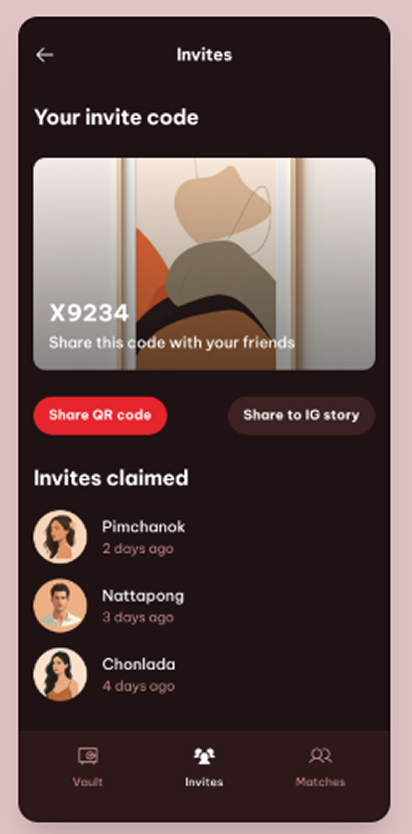 Invites
Your invite code
X9234
Share this code with your friends
Share QR code
Share to IG story
Invites claimed
Pimchanok
2 days ago
Nattapong
3 days ago
Chonlada
4 days ago
Vault
Invites
Matches